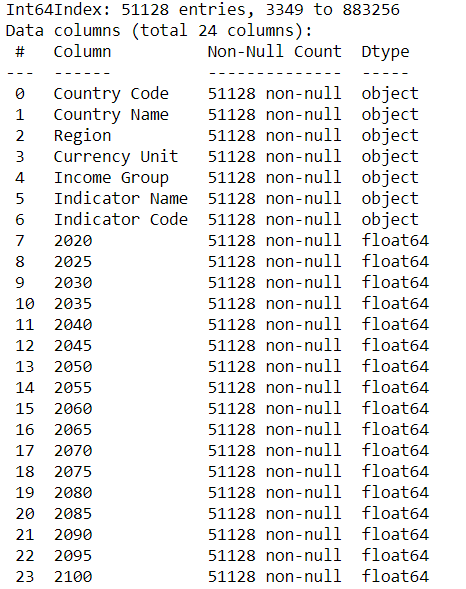 Int64Index: 51128 entries, 3349 to 883256
Data columns (total 24 columns):
 #   Column          Non-Null Count  Dtype
---  ------          --------------  -----
 0   Country Code    51128 non-null  object
 1   Country Name    51128 non-null  object
 2   Region          51128 non-null  object
 3   Currency Unit   51128 non-null  object
 4   Income Group    51128 non-null  object
 5   Indicator Name  51128 non-null  object
 6   Indicator Code  51128 non-null  object
 7   2020            51128 non-null  float64
 8   2025            51128 non-null  float64
 9   2030            51128 non-null  float64
 10  2035            51128 non-null  float64
 11  2040            51128 non-null  float64
 12  2045            51128 non-null  float64
 13  2050            51128 non-null  float64
 14  2055            51128 non-null  float64
 15  2060            51128 non-null  float64
 16  2065            51128 non-null  float64
 17  2070            51128 non-null  float64
 18  2075            51128 non-null  float64
 19  2080            51128 non-null  float64
 20  2085            51128 non-null  float64
 21  2090            51128 non-null  float64
 22  2095            51128 non-null  float64
 23  2100            51128 non-null  float64